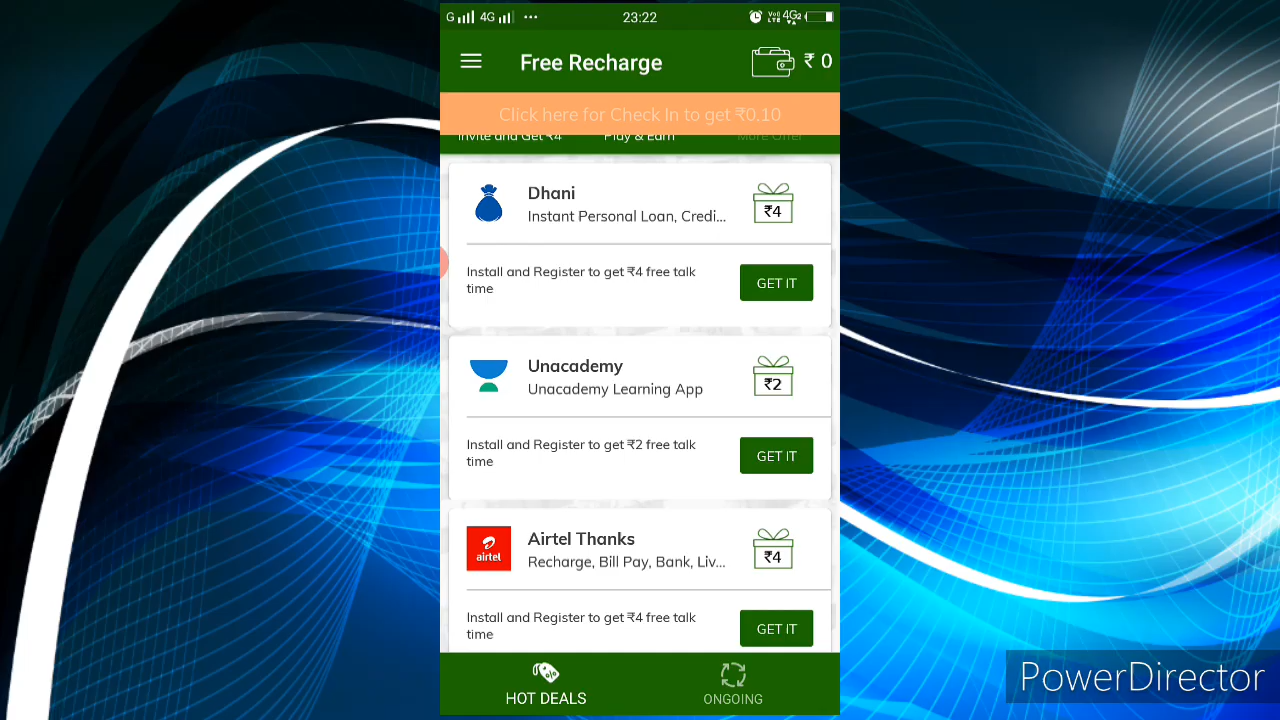 G 4G ... 23:22 Vo)) LTE 4G2
Free Recharge ₹ 0
Click here for Check In to get ₹0.10
Invite and Get ₹4 Play & Earn More Offer
Dhani
Instant Personal Loan, Credi...
₹4
Install and Register to get ₹4 free talk
time
GET IT
Unacademy
Unacademy Learning App
₹2
Install and Register to get ₹2 free talk
time
GET IT
airtel
Airtel Thanks
Recharge, Bill Pay, Bank, Liv...
₹4
Install and Register to get ₹4 free talk
time
GET IT
HOT DEALS ONGOING
PowerDirector